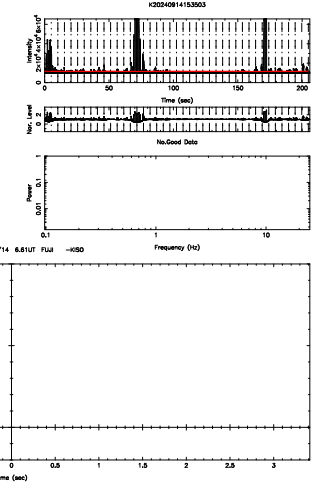 K20240914153503
Intensity
0 2×10⁴ 4×10⁴ 6×10⁴
0 50 100 150 200
Time (sec)
Nor. Level
0 2
No.Good Data
Power
1
0.1
0.01
0.1 1 10
Frequency (Hz)
/14 6.61UT FUJI -KISO
0 0.5 1 1.5 2 2.5 3
me (sec)